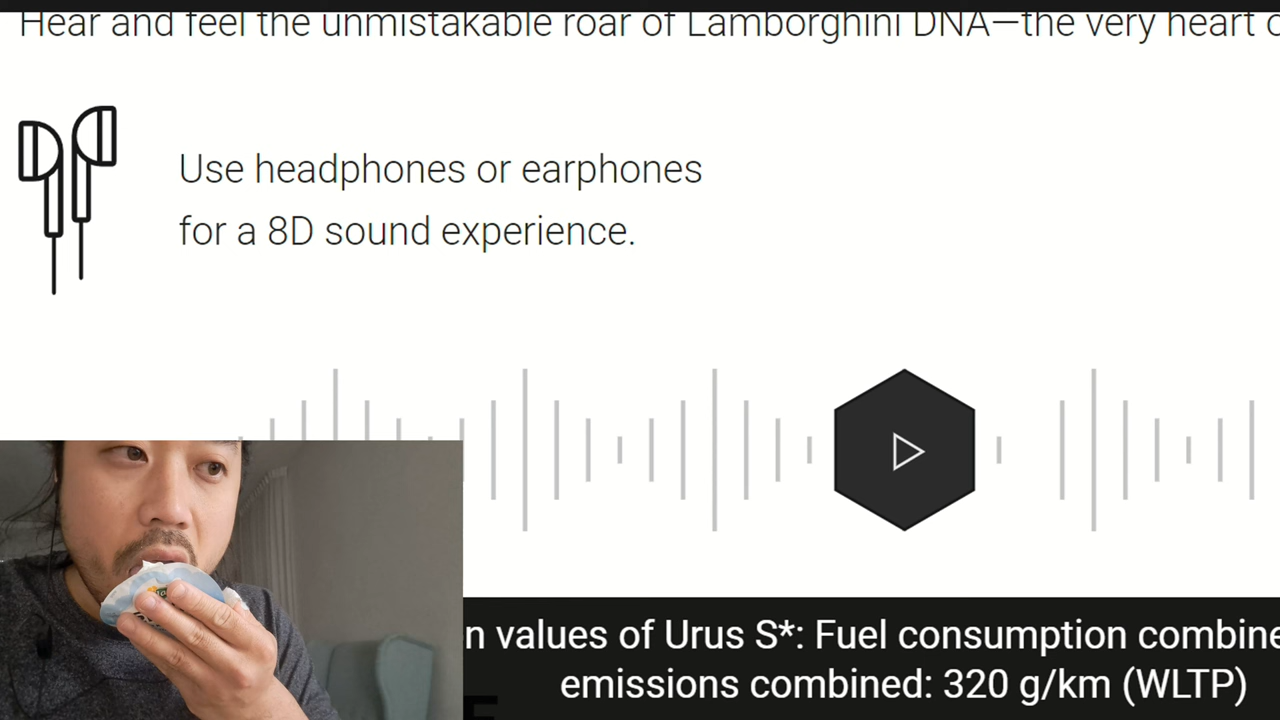 Hear and feel the unmistakable roar of Lamborghini DNA—the very heart
Use headphones or earphones
for a 8D sound experience.
n values of Urus S*: Fuel consumption combine
emissions combined: 320 g/km (WLTP)